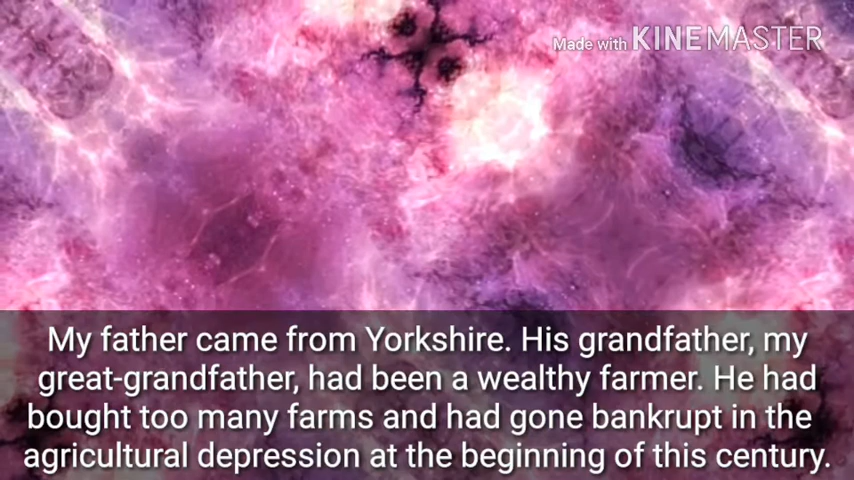 Made with KINEMASTER
My father came from Yorkshire. His grandfather, my
great-grandfather, had been a wealthy farmer. He had
bought too many farms and had gone bankrupt in the
agricultural depression at the beginning of this century.